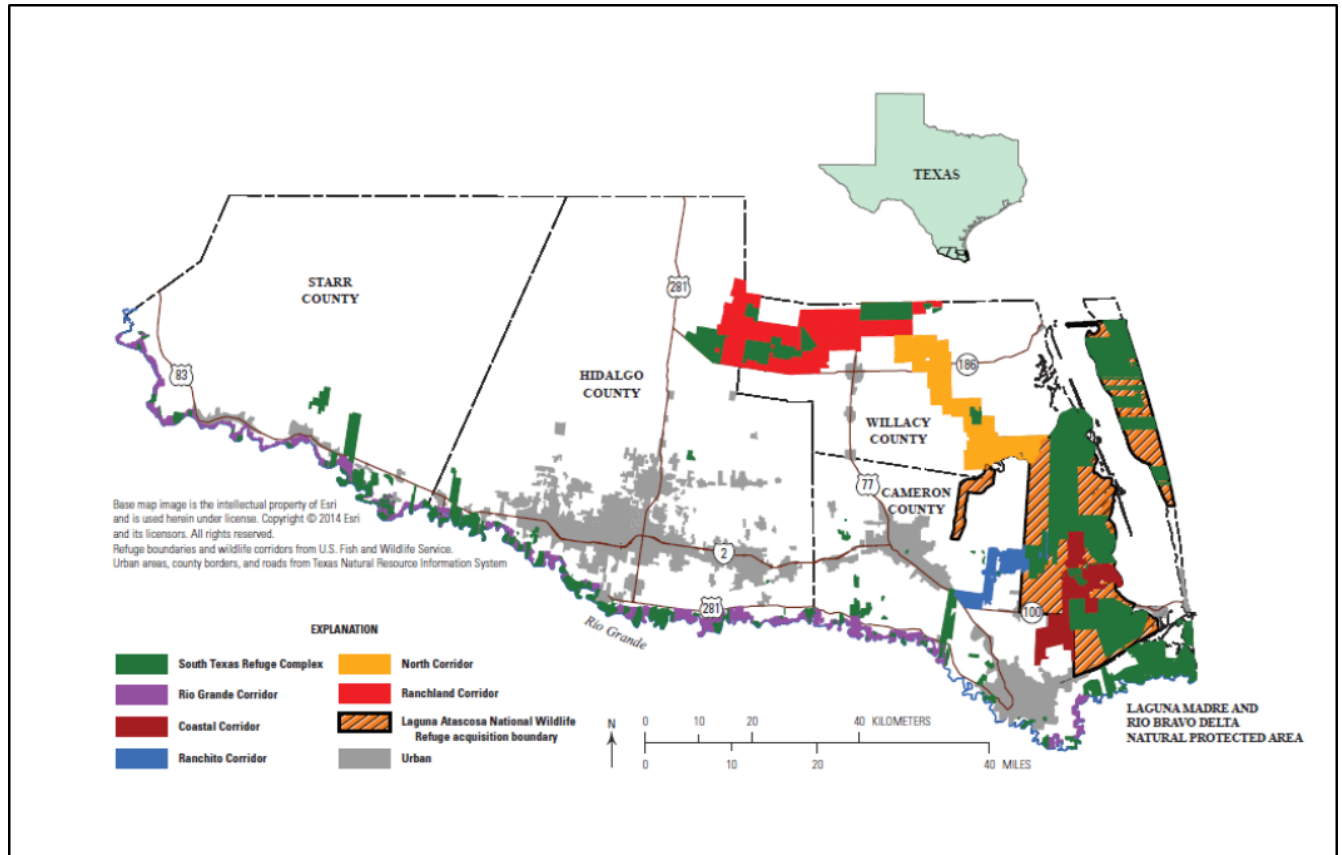 TEXAS
STARR
COUNTY
281
83
HIDALGO
COUNTY
186
WILLACY
COUNTY
77
CAMERON
COUNTY
Base map image is the intellectual property of Esri
and is used herein under license. Copyright © 2014 Esri
and its licensors. All rights reserved.
Refuge boundaries and wildlife corridors from U.S. Fish and Wildlife Service.
Urban areas, county borders, and roads from Texas Natural Resource Information System
2
281
100
Rio Grande
EXPLANATION
South Texas Refuge Complex
Rio Grande Corridor
Coastal Corridor
Ranchito Corridor
North Corridor
Ranchland Corridor
Laguna Atascosa National Wildlife
Refuge acquisition boundary
Urban
N
0 10 20 40 KILOMETERS
0 10 20 40 MILES
LAGUNA MADRE AND
RIO BRAVO DELTA
NATURAL PROTECTED AREA